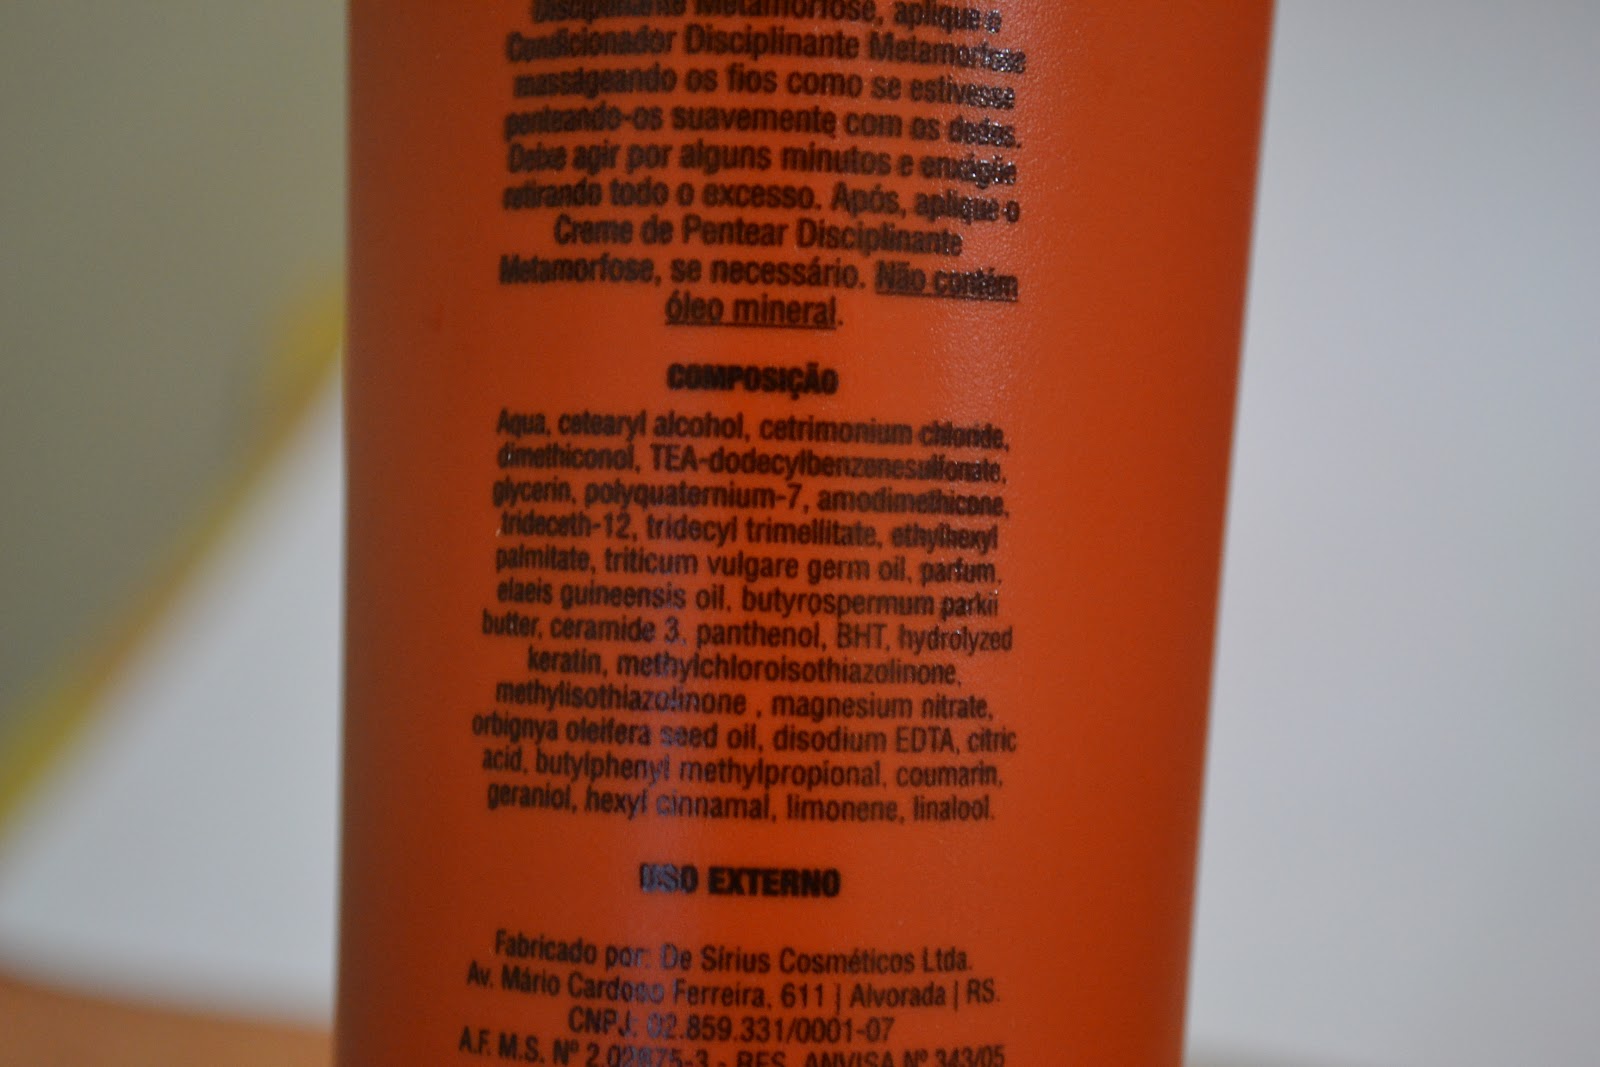 Disciplinante Metamorfose, aplique o
Condicionador Disciplinante Metamorfose
massageando os fios como se estivesse
penteando-os suavemente com os dedos.
Deixe agir por alguns minutos e enxágüe
retirando todo o excesso. Após, aplique o
Creme de Pentear Disciplinante
Metamorfose, se necessário. Não contém
óleo mineral.
COMPOSIÇÃO
Aqua, cetearyl alcohol, cetrimonium chloride,
dimethiconol, TEA-dodecylbenzenesulfonate,
glycerin, polyquaternium-7, amodimethicone,
trideceth-12, tridecyl trimellitate, ethylhexyl
palmitate, triticum vulgare germ oil, parfum,
elaeis guineensis oil, butyrospermum parkii
butter, ceramide 3, panthenol, BHT, hydrolyzed
keratin, methylchloroisothiazolinone,
methylisothiazolinone , magnesium nitrate,
orbignya oleifera seed oil, disodium EDTA, citric
acid, butylphenyl methylpropional, coumarin,
geraniol, hexyl cinnamal, limonene, linalool.
USO EXTERNO
Fabricado por: De Sírius Cosméticos Ltda.
Av. Mário Cardoso Ferreira, 611 | Alvorada | RS.
CNPJ: 02.859.331/0001-07
A.F. M.S. Nº - RES. ANVISA Nº 343/05